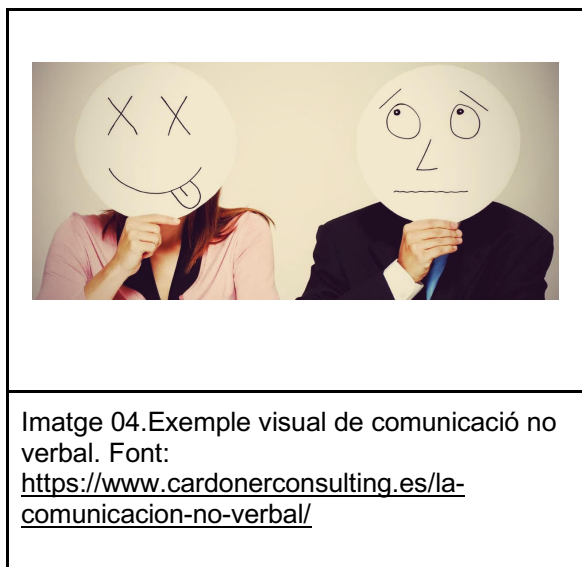 Imatge 04.Exemple visual de comunicació no
verbal. Font:
https://www.cardonerconsulting.es/la-
comunicacion-no-verbal/